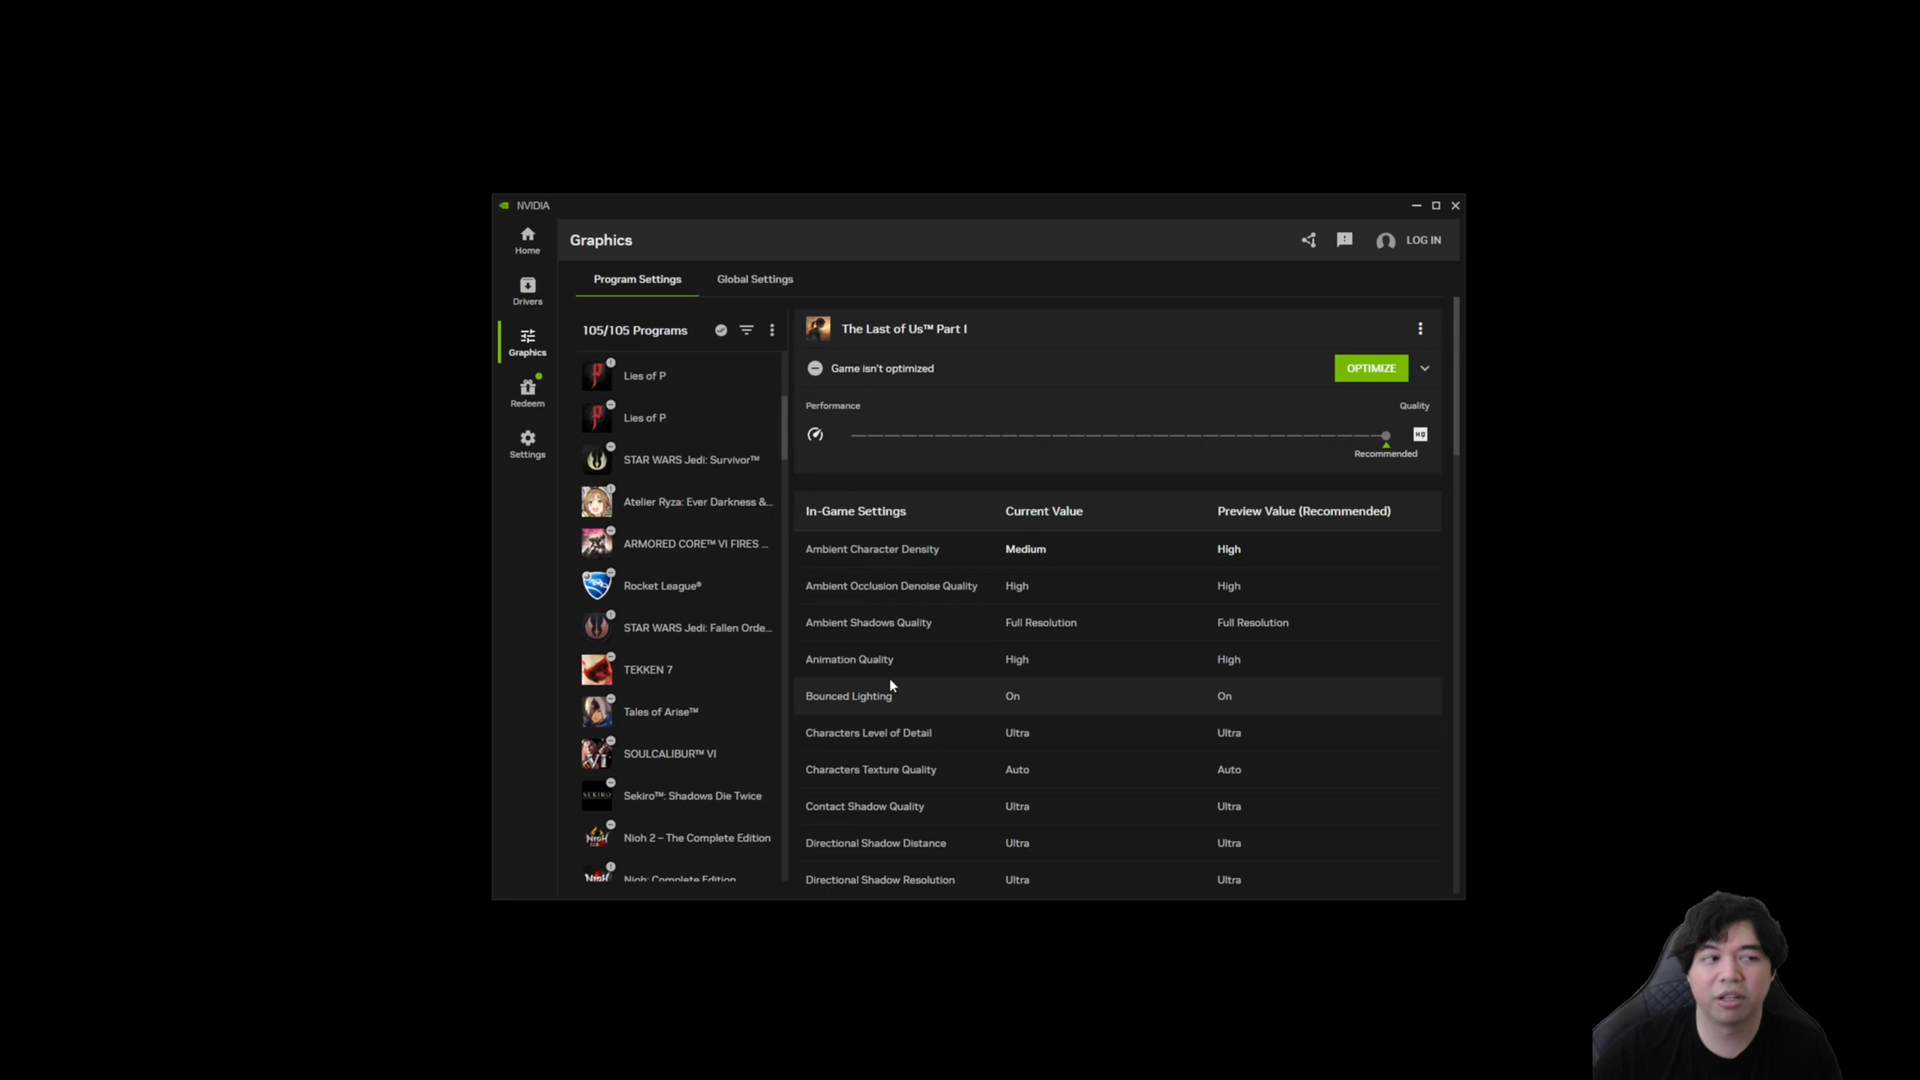 NVIDIA
Home
Drivers
Graphics
Redeem
Settings
Graphics
LOG IN
Program Settings
Global Settings
105/105 Programs
Lies of P
Lies of P
STAR WARS Jedi: Survivor™
Atelier Ryza: Ever Darkness &...
ARMORED CORE™ VI FIRES ...
Rocket League®
STAR WARS Jedi: Fallen Orde...
TEKKEN 7
Tales of Arise™
SOULCALIBUR™ VI
Sekiro™: Shadows Die Twice
Nioh 2 – The Complete Edition
Nioh: Complete Edition
The Last of Us™ Part I
Game isn't optimized
OPTIMIZE
Performance
Quality
HQ
Recommended
In-Game Settings Current Value Preview Value (Recommended)
Ambient Character Density Medium High
Ambient Occlusion Denoise Quality High High
Ambient Shadows Quality Full Resolution Full Resolution
Animation Quality High High
Bounced Lighting On On
Characters Level of Detail Ultra Ultra
Characters Texture Quality Auto Auto
Contact Shadow Quality Ultra Ultra
Directional Shadow Distance Ultra Ultra
Directional Shadow Resolution Ultra Ultra